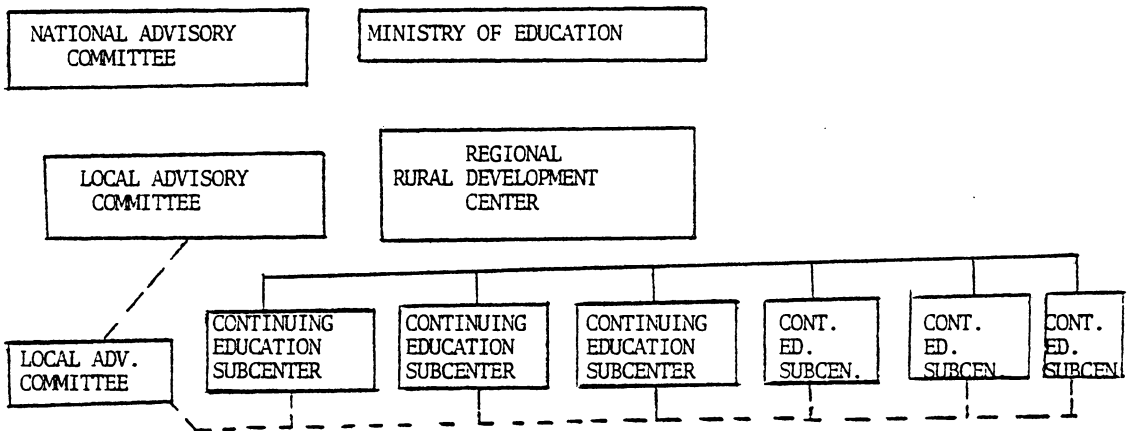 NATIONAL ADVISORY
COMMITTEE
MINISTRY OF EDUCATION
LOCAL ADVISORY
COMMITTEE
REGIONAL
RURAL DEVELOPMENT
CENTER
LOCAL ADV.
COMMITTEE
CONTINUING
EDUCATION
SUBCENTER
CONTINUING
EDUCATION
SUBCENTER
CONTINUING
EDUCATION
SUBCENTER
CONT.
ED.
SUBCEN.
CONT.
ED.
SUBCEN
CONT.
ED.
SUBCEN